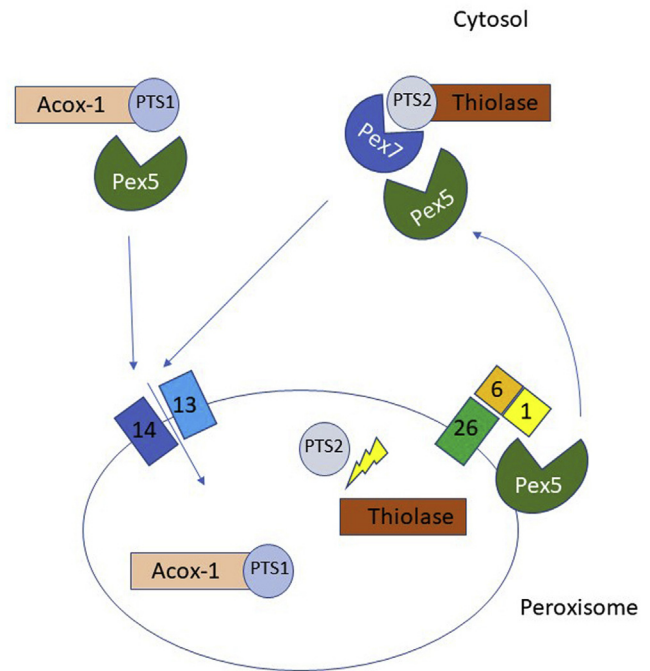 Cytosol
Acox-1
PTS1
PTS2
Thiolase
Pex7
Pex5
Pex5
14
13
6
1
26
PTS2
Pex5
Thiolase
Acox-1
PTS1
Peroxisome